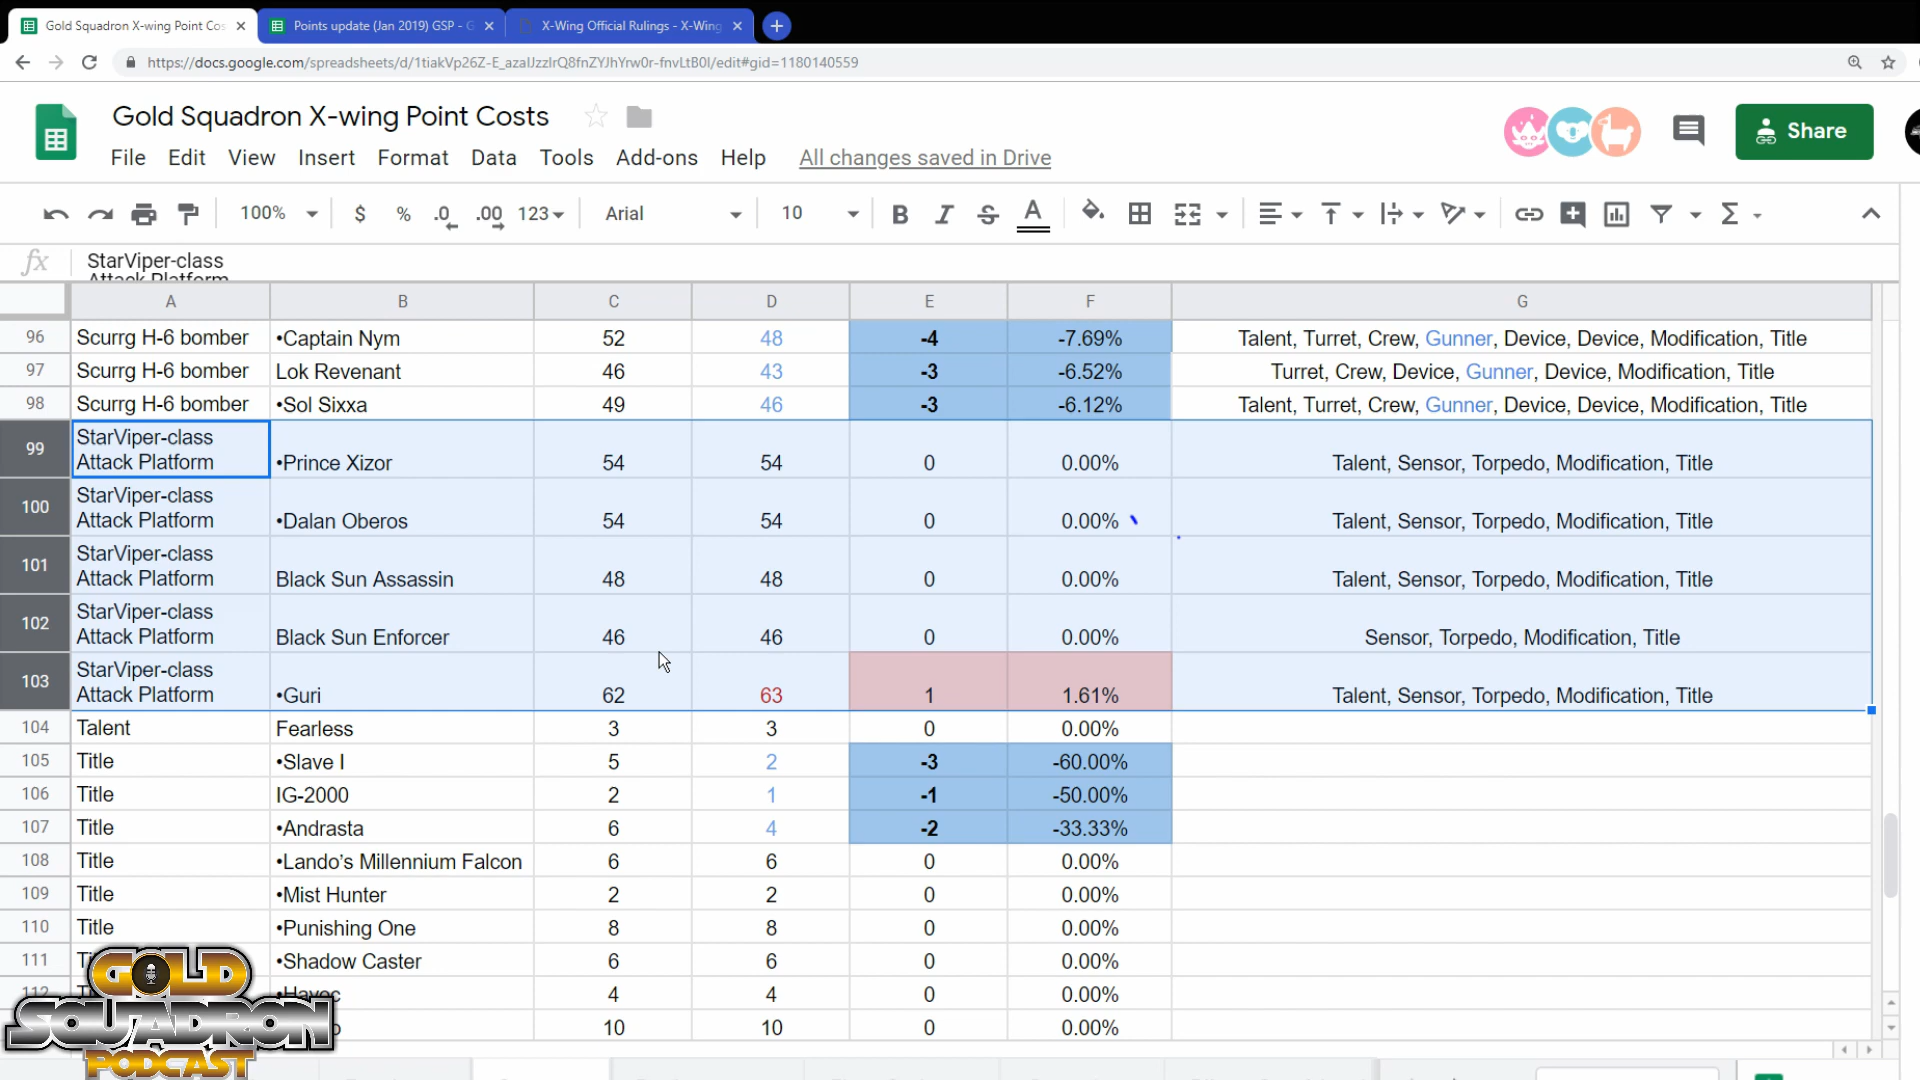 Gold Squadron X-wing Point Cos
Points update (Jan 2019) GSP - G
X-Wing Official Rulings - X-Wing
https://docs.google.com/spreadsheets/d/1tiakVp26Z-E_azaIJzzIrQ8fnZYJhYrw0r-fnvLtB0I/edit#gid=1180140559
Gold Squadron X-wing Point Costs
Share
File Edit View Insert Format Data Tools Add-ons Help All changes saved in Drive
100% $ % .0 .00 123 Arial 10 B I S A Σ
fx StarViper-class
Attack Platform
A B C D E F G
96 Scurrg H-6 bomber •Captain Nym 52 48 -4 -7.69% Talent, Turret, Crew, Gunner, Device, Device, Modification, Title
97 Scurrg H-6 bomber Lok Revenant 46 43 -3 -6.52% Turret, Crew, Device, Gunner, Device, Modification, Title
98 Scurrg H-6 bomber •Sol Sixxa 49 46 -3 -6.12% Talent, Turret, Crew, Gunner, Device, Device, Modification, Title
StarViper-class
99 Attack Platform •Prince Xizor 54 54 0 0.00% Talent, Sensor, Torpedo, Modification, Title
StarViper-class
100 Attack Platform •Dalan Oberos 54 54 0 0.00% Talent, Sensor, Torpedo, Modification, Title
StarViper-class
101 Attack Platform Black Sun Assassin 48 48 0 0.00% Talent, Sensor, Torpedo, Modification, Title
StarViper-class
102 Attack Platform Black Sun Enforcer 46 46 0 0.00% Sensor, Torpedo, Modification, Title
StarViper-class
103 Attack Platform •Guri 62 63 1 1.61% Talent, Sensor, Torpedo, Modification, Title
104 Talent Fearless 3 3 0 0.00%
105 Title •Slave I 5 2 -3 -60.00%
106 Title IG-2000 2 1 -1 -50.00%
107 Title •Andrasta 6 4 -2 -33.33%
108 Title •Lando's Millennium Falcon 6 6 0 0.00%
109 Title •Mist Hunter 2 2 0 0.00%
110 Title •Punishing One 8 8 0 0.00%
111 •Shadow Caster 6 6 0 0.00%
112 •Havoc 4 4 0 0.00%
10 10 0 0.00%
GOLD
SQUADRON
PODCAST